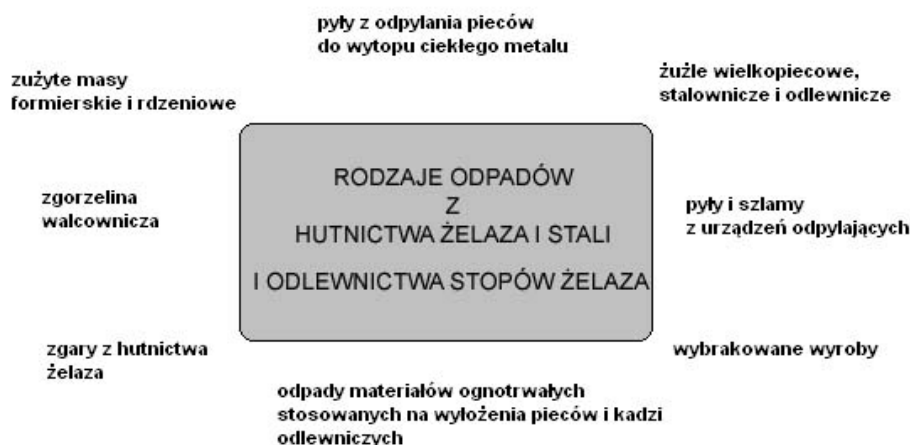 pyły z odpylania pieców
do wytopu ciekłego metalu
zużyte masy
formierskie i rdzeniowe
żużle wielkopiecowe,
stalownicze i odlewnicze
RODZAJE ODPADÓW
Z
HUTNICTWA ŻELAZA I STALI
I ODLEWNICTWA STOPÓW ŻELAZA
zgorzelina
walcownicza
pyły i szlamy
z urządzeń odpylających
zgary z hutnictwa
żelaza
wybrakowane wyroby
odpady materiałów ognotrwałych
stosowanych na wyłożenia pieców i kadzi
odlewniczych